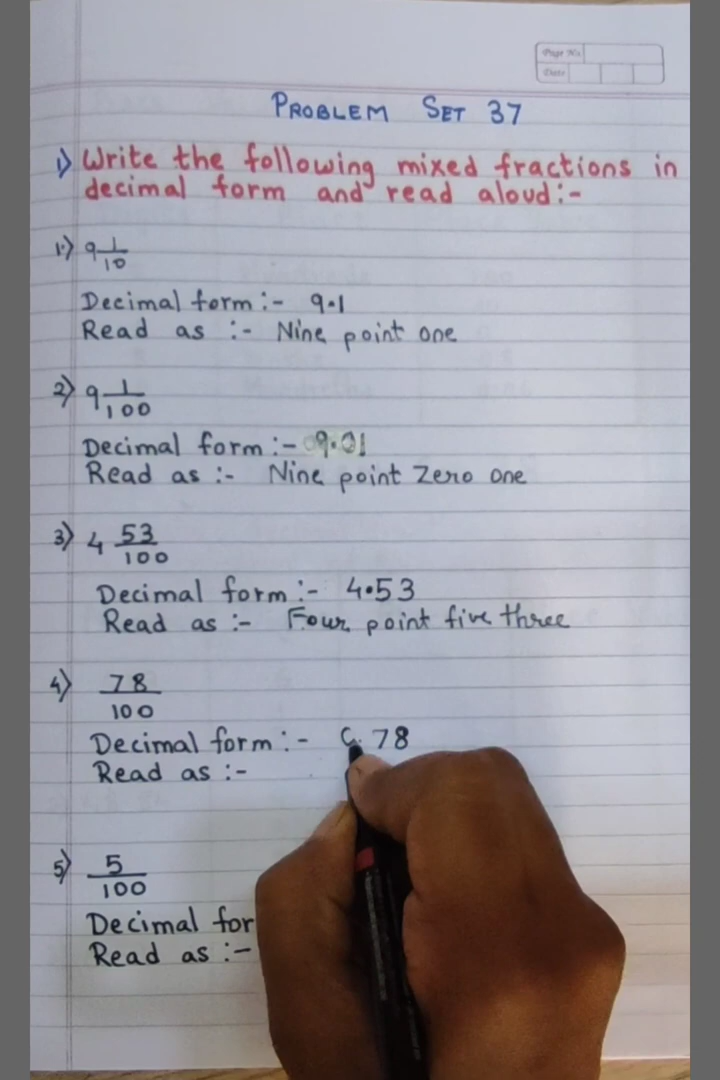 Page No.
Date
PROBLEM SET 37
1) Write the following mixed fractions in
decimal form and read aloud:-
1.) 9 1/10
Decimal form :- 9.1
Read as :- Nine point one
2) 9 1/100
Decimal form :- 9.01
Read as :- Nine point Zero one
3) 4 53/100
Decimal form :- 4.53
Read as :- Four point five three
4) 78/100
Decimal form :- .78
Read as :-
5) 5/100
Decimal for
Read as :-